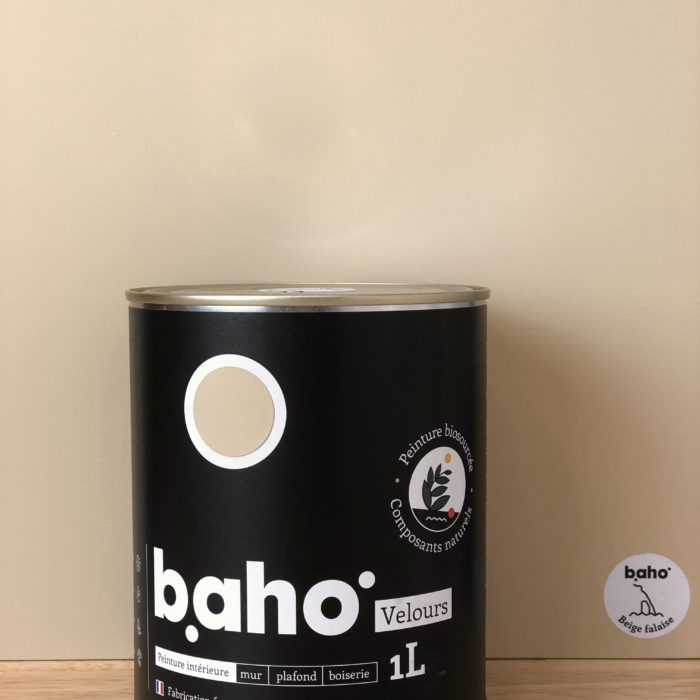 Peinture biosourcée
Composants naturels
baho
Velours
Peinture intérieure mur plafond boiserie
1L
Fabrication
baho
Beige falaise